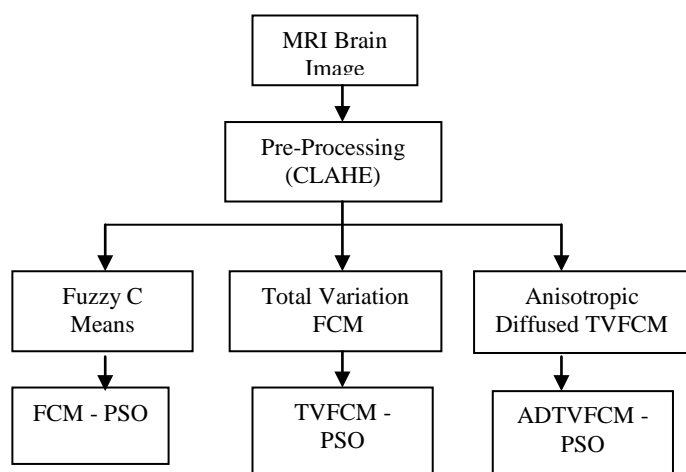 MRI Brain
Image
Pre-Processing
(CLAHE)
Fuzzy C
Means
Total Variation
FCM
Anisotropic
Diffused TVFCM
FCM - PSO
TVFCM -
PSO
ADTVFCM -
PSO